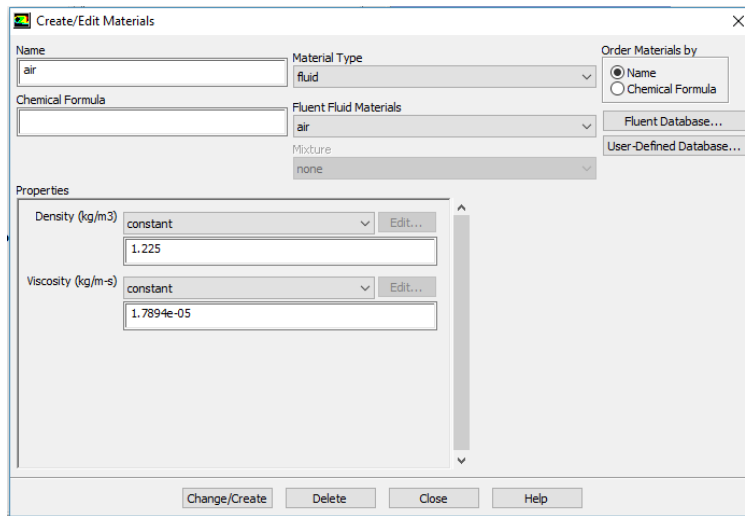 Create/Edit Materials
Name
air
Material Type
fluid
Order Materials by
Name
Chemical Formula
Chemical Formula
Fluent Fluid Materials
air
Fluent Database...
User-Defined Database...
Mixture
none
Properties
Density (kg/m3)
constant
Edit...
1.225
Viscosity (kg/m-s)
constant
Edit...
1.7894e-05
Change/Create
Delete
Close
Help